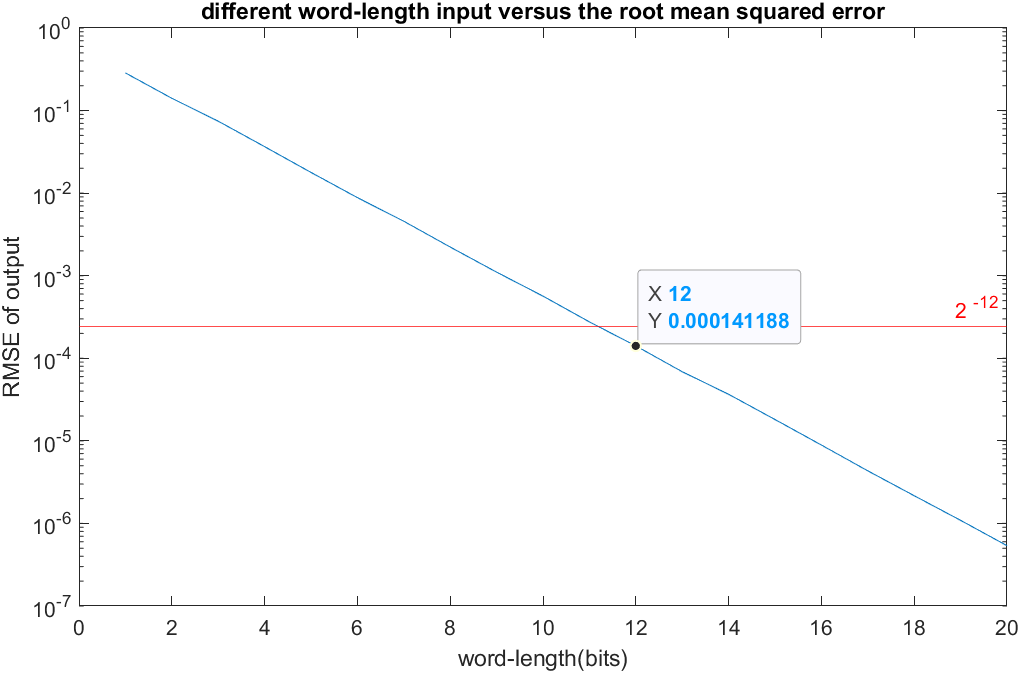 different word-length input versus the root mean squared error
10^0
10^-1
10^-2
10^-3
10^-4
10^-5
10^-6
10^-7
RMSE of output
X 12
Y 0.000141188
2^-12
0 2 4 6 8 10 12 14 16 18 20
word-length(bits)